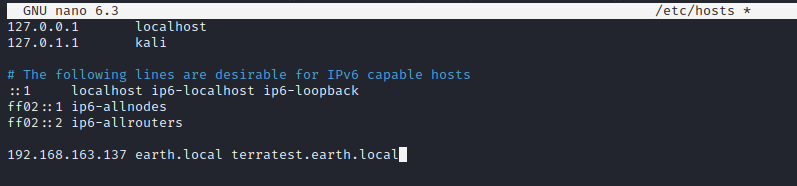 GNU nano 6.3 /etc/hosts *
127.0.0.1 localhost
127.0.1.1 kali
# The following lines are desirable for IPv6 capable hosts
::1 localhost ip6-localhost ip6-loopback
ff02::1 ip6-allnodes
ff02::2 ip6-allrouters
192.168.163.137 earth.local terratest.earth.local